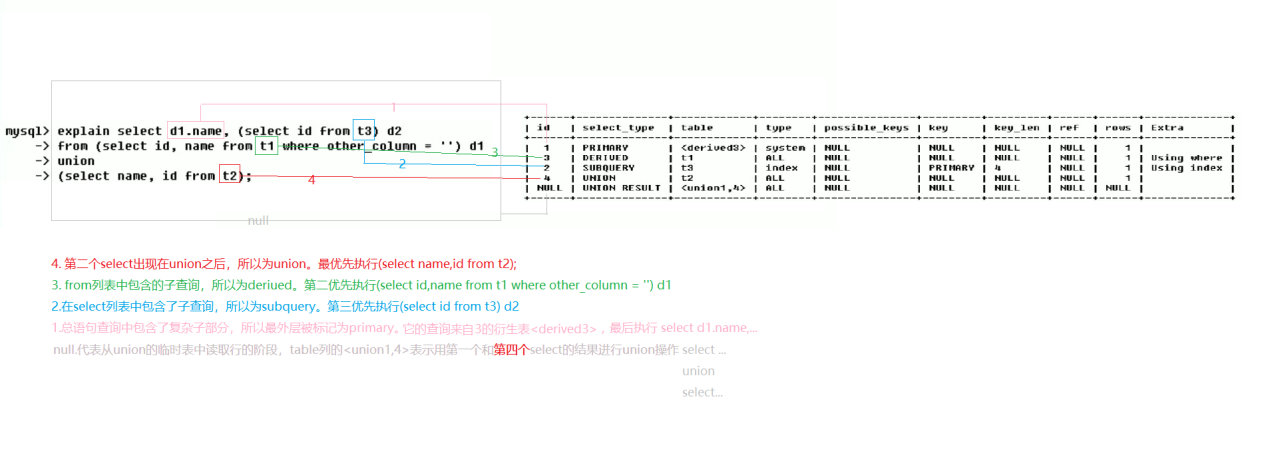 1
mysql> explain select d1.name, (select id from t3) d2
-> from (select id, name from t1 where other_column = '') d1
3
-> union
2
-> (select name, id from t2);
4
null
| id | select_type | table | type | possible_keys | key | key_len | ref | rows | Extra |
| 1 | PRIMARY | <derived3> | system | NULL | NULL | NULL | NULL | 1 | |
| 3 | DERIUED | t1 | ALL | NULL | NULL | NULL | NULL | 1 | Using where |
| 2 | SUBQUERY | t3 | index | NULL | PRIMARY | 4 | NULL | 1 | Using index |
| 4 | UNION | t2 | ALL | NULL | NULL | NULL | NULL | 1 | |
| NULL | UNION RESULT | <union1,4> | ALL | NULL | NULL | NULL | NULL | NULL | |
4. 第二个select出现在union之后，所以为union。最优先执行(select name,id from t2);
3. from列表中包含的子查询，所以为deriued。第二优先执行(select id,name from t1 where other_column = '') d1
2.在select列表中包含了子查询，所以为subquery。第三优先执行(select id from t3) d2
1.总语句查询中包含了复杂子部分，所以最外层被标记为primary。它的查询来自3的衍生表<derived3> ，最后执行 select d1.name,...
null.代表从union的临时表中读取行的阶段，table列的<union1,4>表示用第一个和第四个select的结果进行union操作 select ...
union
select...